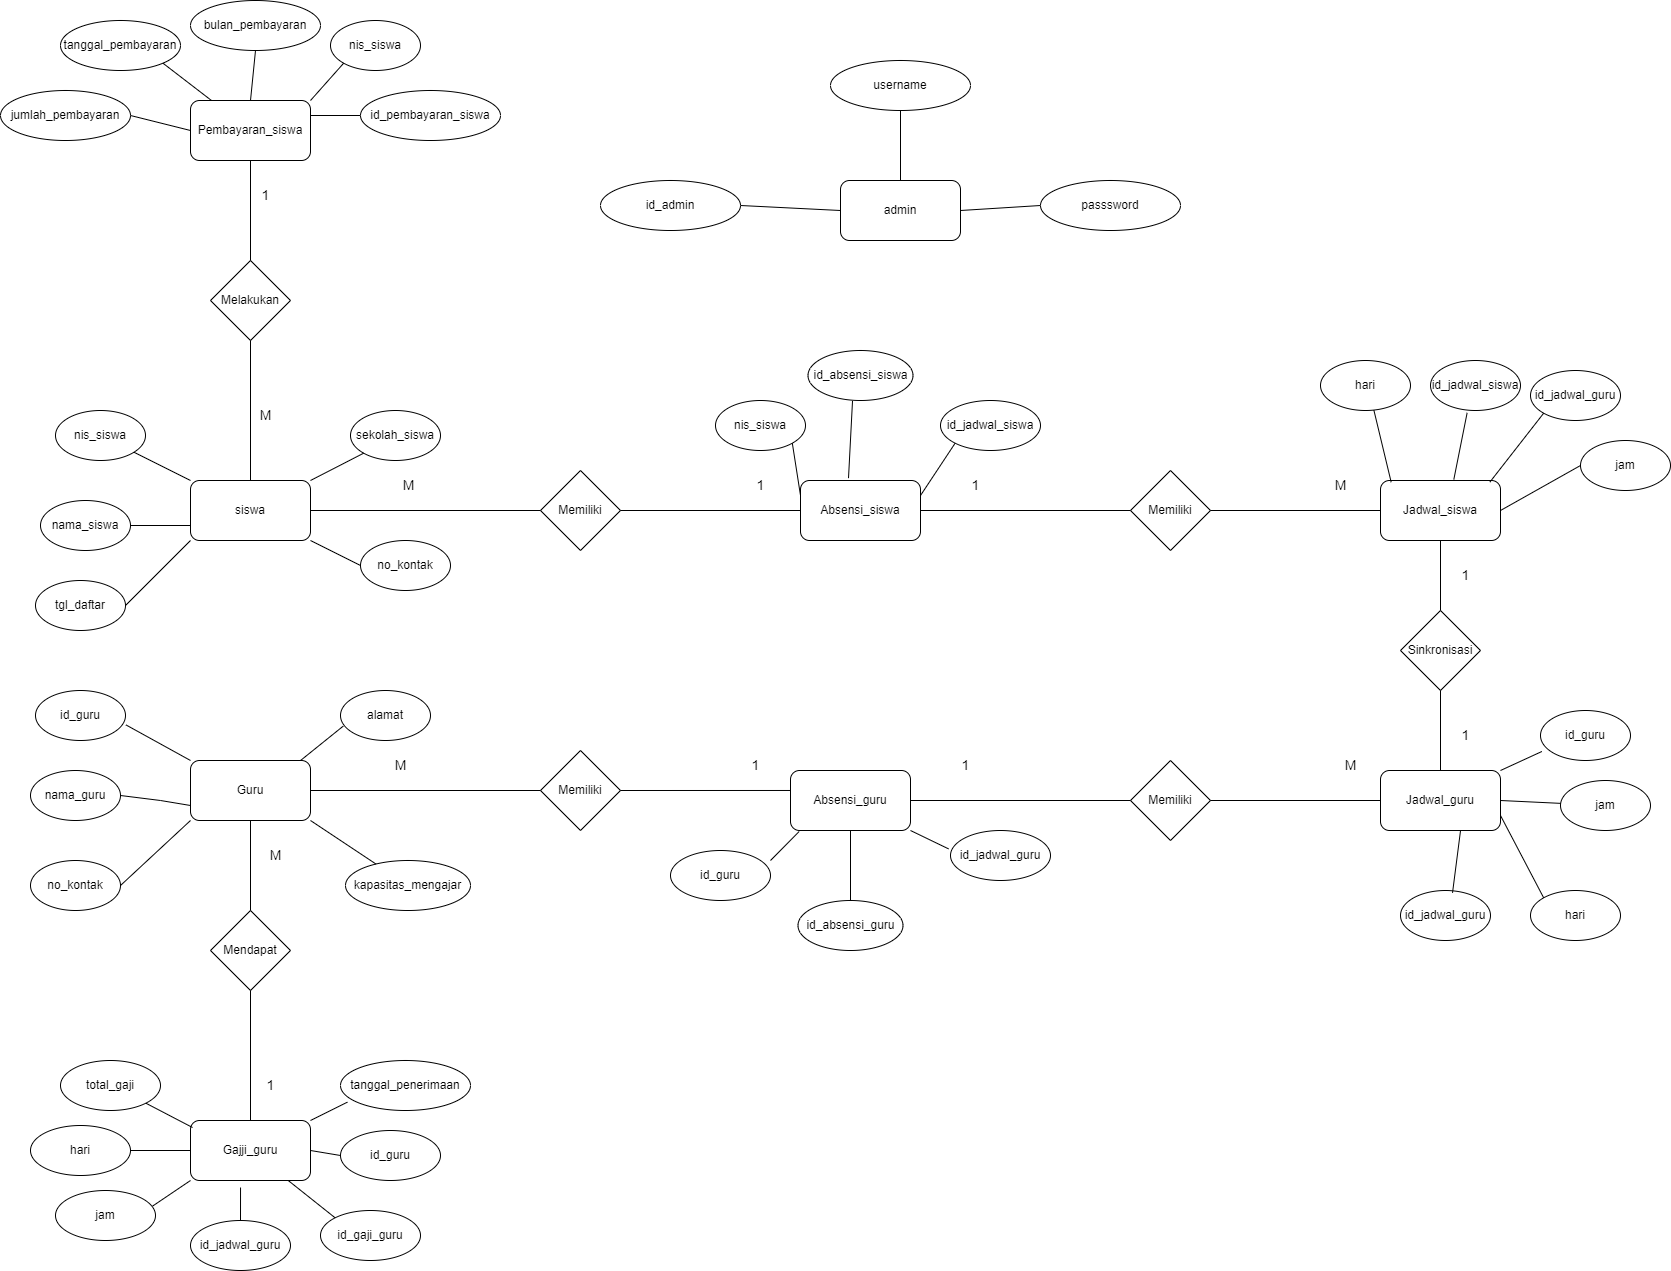 bulan_pembayaran
tanggal_pembayaran
nis_siswa
jumlah_pembayaran
id_pembayaran_siswa
Pembayaran_siswa
1
Melakukan
M
username
id_admin
admin
passsword
nis_siswa
sekolah_siswa
siswa
nama_siswa
no_kontak
tgl_daftar
M
Memiliki
1
id_absensi_siswa
nis_siswa
id_jadwal_siswa
Absensi_siswa
1
Memiliki
M
hari
id_jadwal_siswa
id_jadwal_guru
jam
Jadwal_siswa
1
Sinkronisasi
1
id_guru
alamat
nama_guru
Guru
no_kontak
kapasitas_mengajar
M
Memiliki
1
Absensi_guru
id_guru
id_absensi_guru
id_jadwal_guru
1
Memiliki
M
Jadwal_guru
id_guru
jam
id_jadwal_guru
hari
M
Mendapat
1
total_gaji
tanggal_penerimaan
hari
Gajji_guru
id_guru
jam
id_jadwal_guru
id_gaji_guru